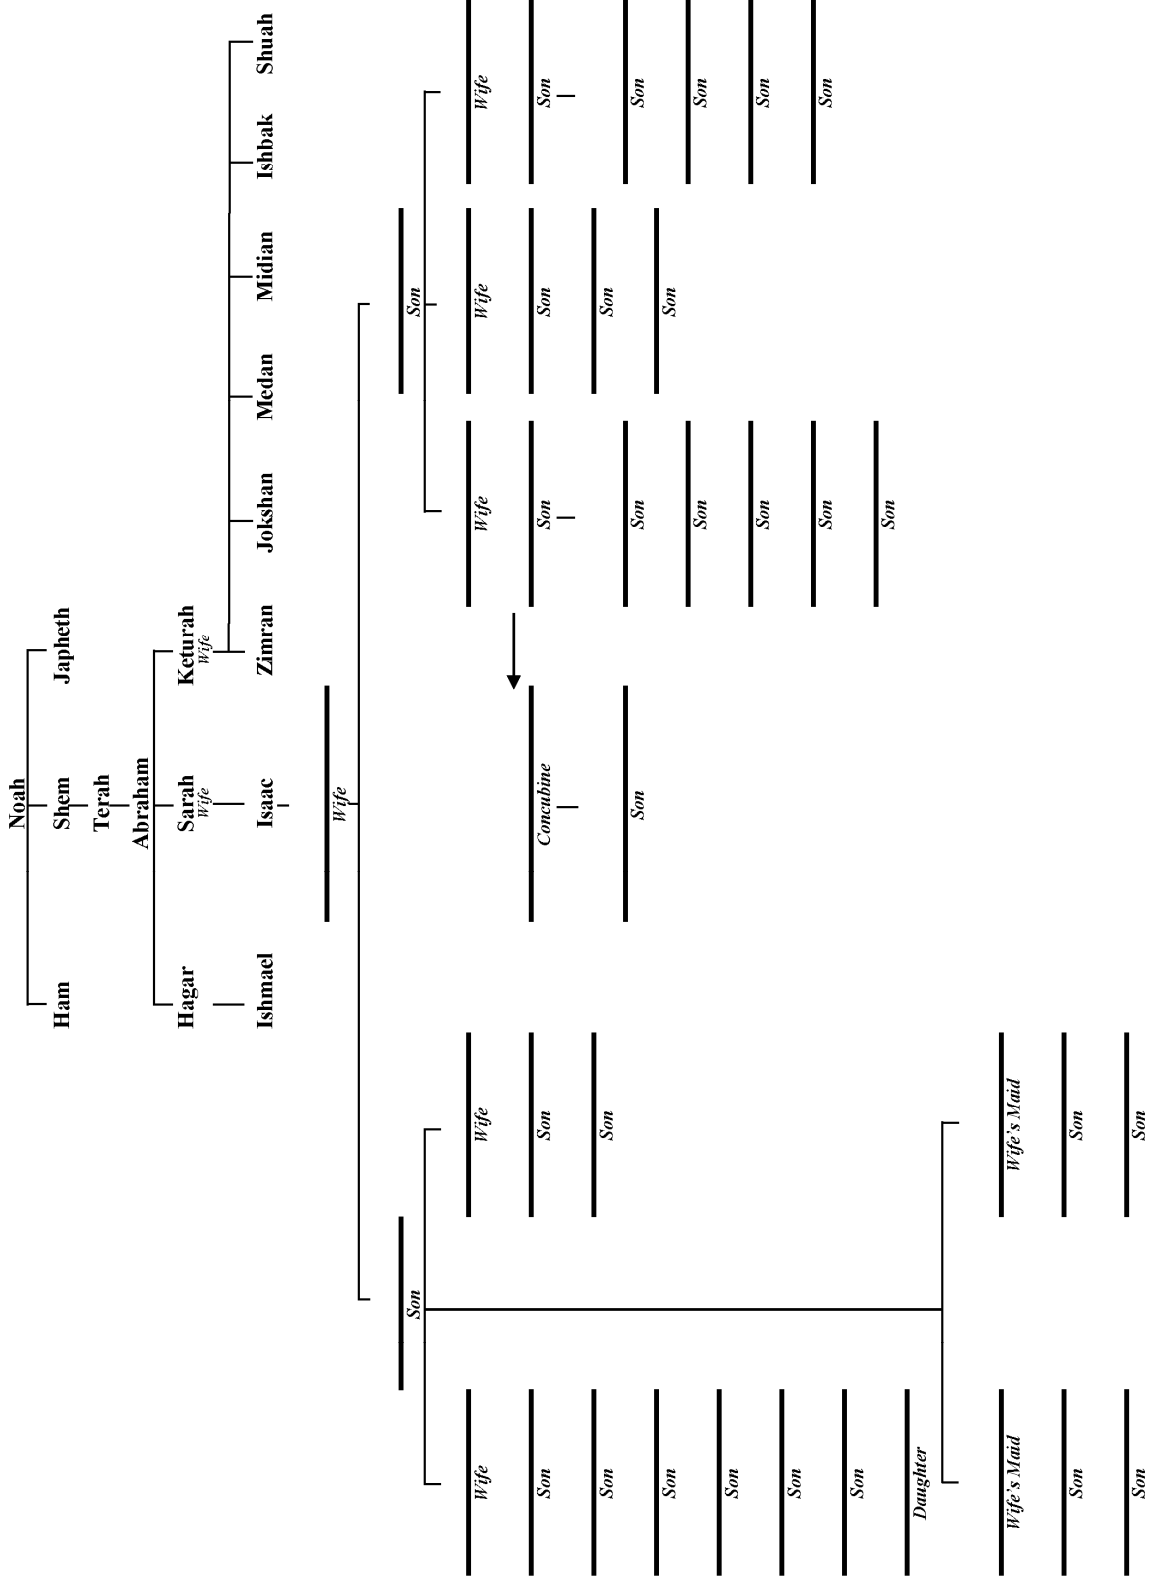 Noah
Ham Shem Japheth
Terah
Abraham
Hagar Sarah Keturah
Wife Wife
Ishmael Isaac Zimran Jokshan Medan Midian Ishbak Shuah
Wife
Son Son
Wife Wife Wife Wife Wife
Son Son Concubine Son Son Son
Son Son Son
Son Son Son
Son Son
Son Son
Son
Son Son
Son
Son Son
Son
Son
Daughter
Wife's Maid Wife's Maid
Son Son
Son Son